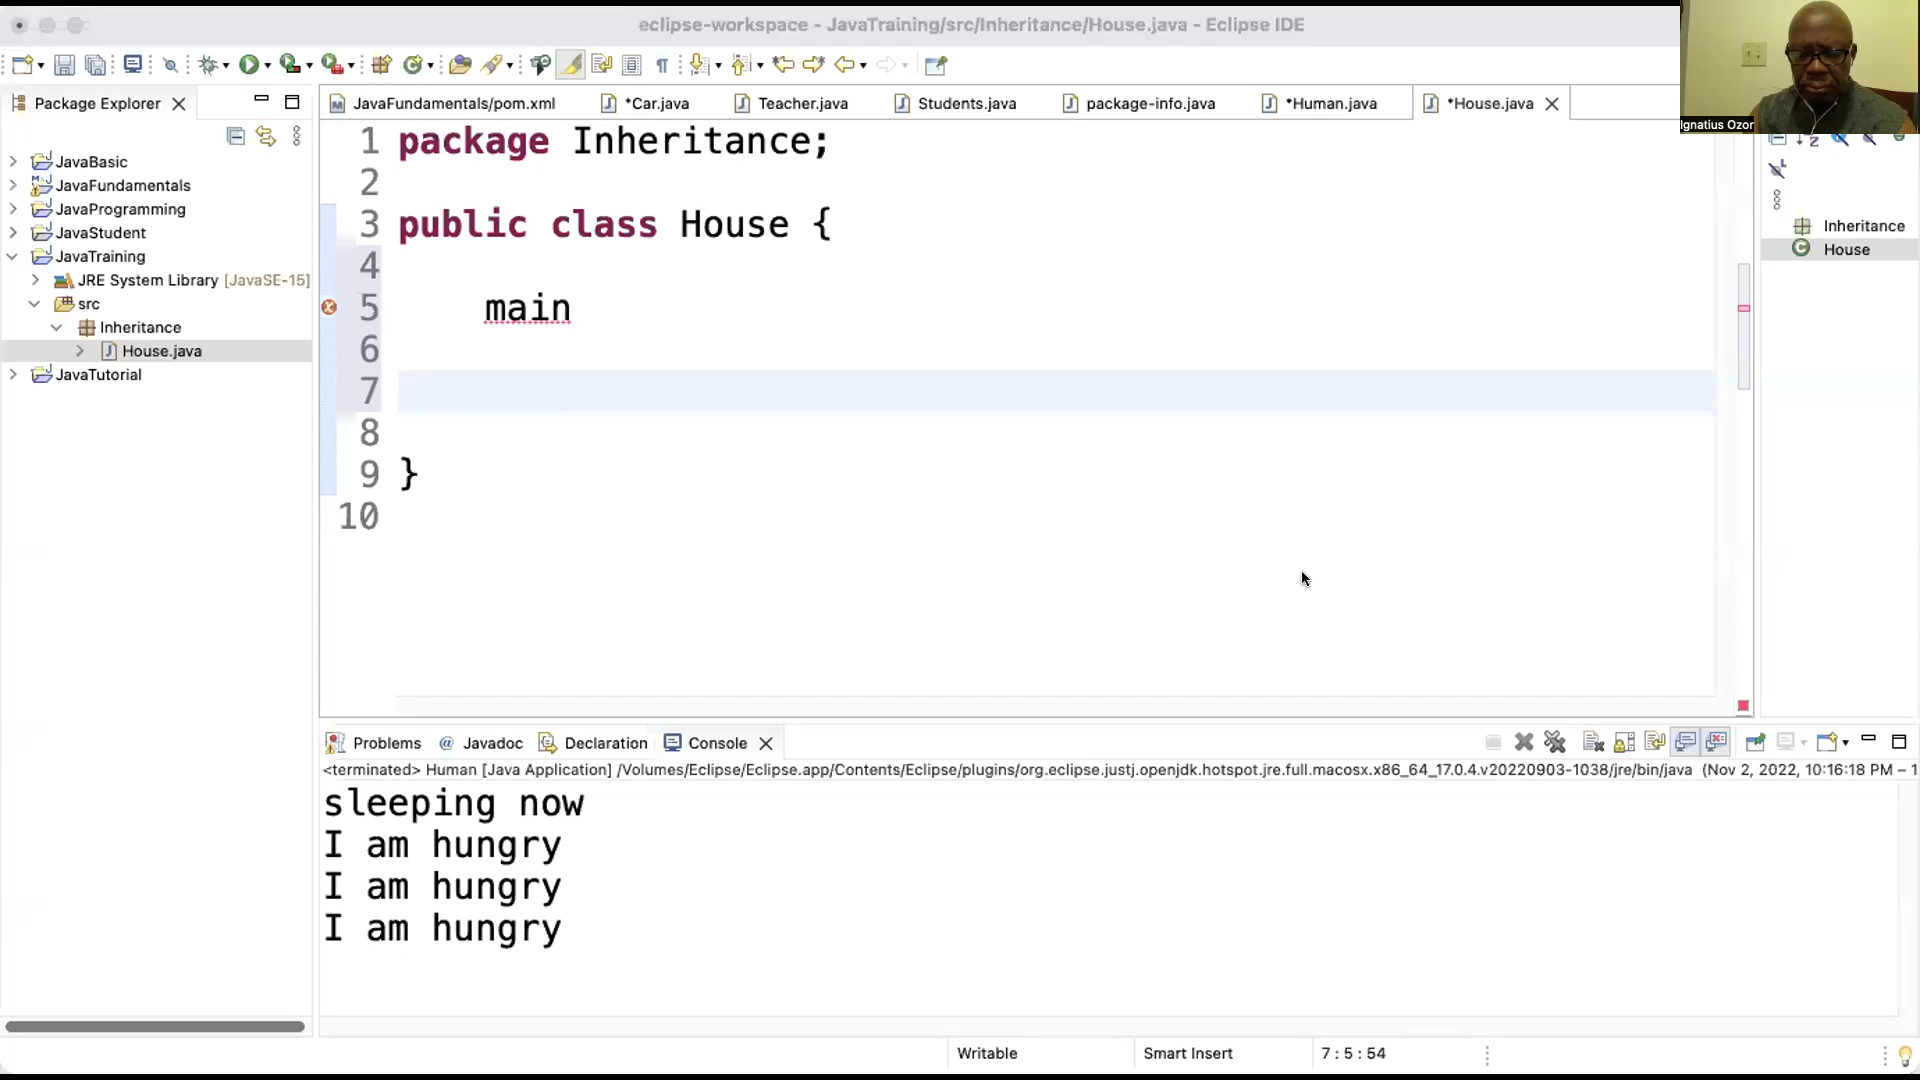 eclipse-workspace - JavaTraining/src/Inheritance/House.java - Eclipse IDE
Ignatius Ozor
Package Explorer
JavaFundamentals/pom.xml
*Car.java
Teacher.java
Students.java
package-info.java
*Human.java
*House.java
JavaBasic
JavaFundamentals
JavaProgramming
JavaStudent
JavaTraining
JRE System Library [JavaSE-15]
src
Inheritance
House.java
JavaTutorial
1 package Inheritance;
2
3 public class House {
4
5 main
6
7
8
9 }
10
Inheritance
House
Problems
Javadoc
Declaration
Console
<terminated> Human [Java Application] /Volumes/Eclipse/Eclipse.app/Contents/Eclipse/plugins/org.eclipse.justj.openjdk.hotspot.jre.full.macosx.x86_64_17.0.4.v20220903-1038/jre/bin/java (Nov 2, 2022, 10:16:18 PM – 1
sleeping now
I am hungry
I am hungry
I am hungry
Writable
Smart Insert
7 : 5 : 54